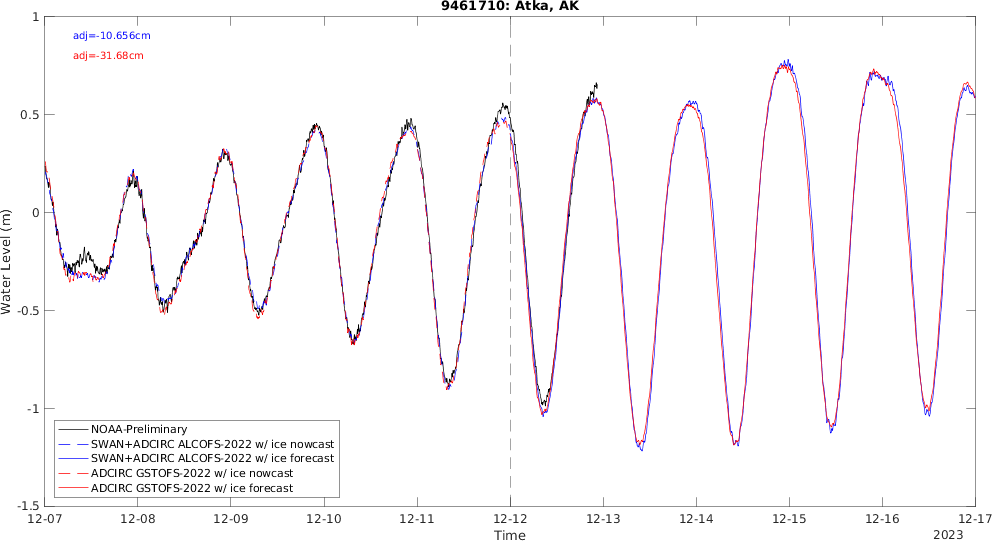 9461710: Atka, AK
adj=-10.656cm
adj=-31.68cm
Water Level (m)
1
0.5
0
-0.5
-1
-1.5
NOAA-Preliminary
SWAN+ADCIRC ALCOFS-2022 w/ ice nowcast
SWAN+ADCIRC ALCOFS-2022 w/ ice forecast
ADCIRC GSTOFS-2022 w/ ice nowcast
ADCIRC GSTOFS-2022 w/ ice forecast
12-07 12-08 12-09 12-10 12-11 12-12 12-13 12-14 12-15 12-16 12-17
Time
2023